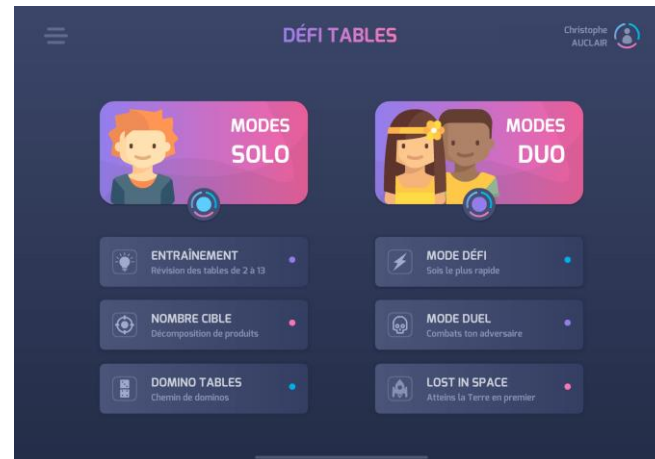 DÉFI TABLES
Christophe
AUCLAIR
MODES
SOLO
MODES
DUO
ENTRAÎNEMENT
Révision des tables de 2 à 13
NOMBRE CIBLE
Décomposition de produits
DOMINO TABLES
Chemin de dominos
MODE DÉFI
Sois le plus rapide
MODE DUEL
Combats ton adversaire
LOST IN SPACE
Atteins la Terre en premier